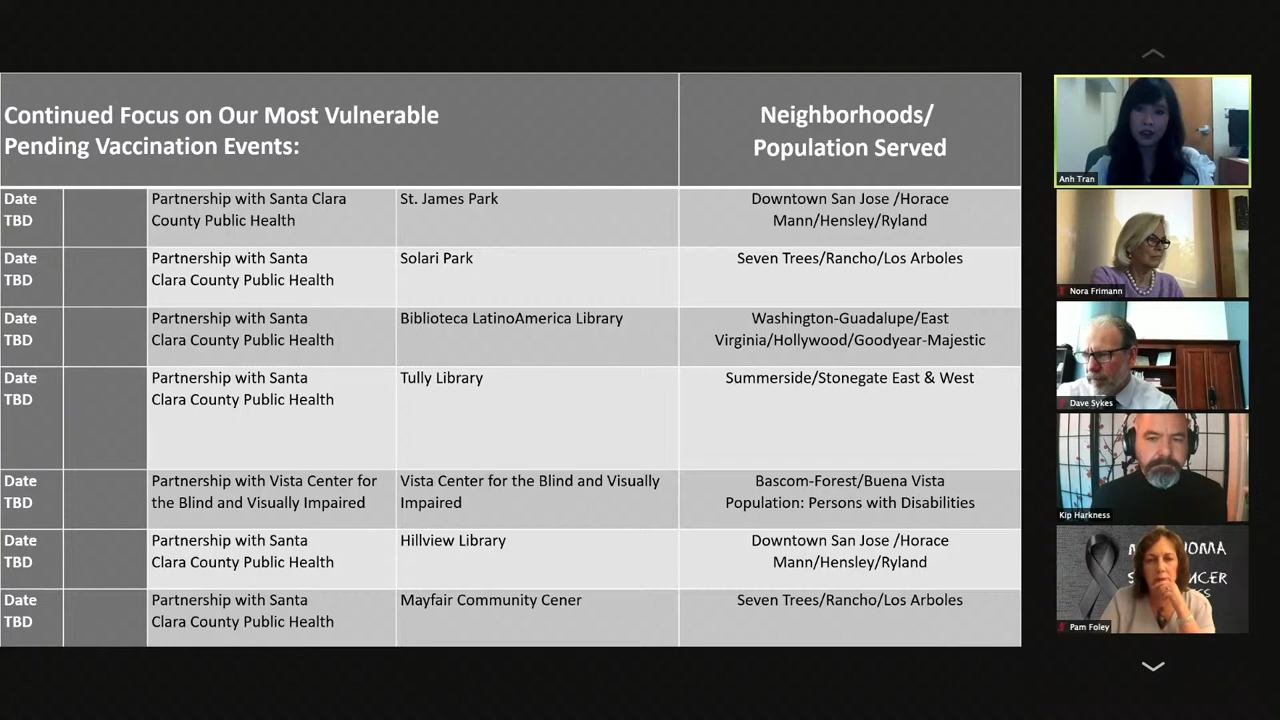 Continued Focus on Our Most Vulnerable
Pending Vaccination Events:
Neighborhoods/
Population Served
Date
TBD
Partnership with Santa Clara
County Public Health
St. James Park
Downtown San Jose /Horace
Mann/Hensley/Ryland
Date
TBD
Partnership with Santa
Clara County Public Health
Solari Park
Seven Trees/Rancho/Los Arboles
Date
TBD
Partnership with Santa
Clara County Public Health
Biblioteca LatinoAmerica Library
Washington-Guadalupe/East
Virginia/Hollywood/Goodyear-Majestic
Date
TBD
Partnership with Santa
Clara County Public Health
Tully Library
Summerside/Stonegate East & West
Date
TBD
Partnership with Vista Center for
the Blind and Visually Impaired
Vista Center for the Blind and Visually
Impaired
Bascom-Forest/Buena Vista
Population: Persons with Disabilities
Date
TBD
Partnership with Santa
Clara County Public Health
Hillview Library
Downtown San Jose /Horace
Mann/Hensley/Ryland
Date
TBD
Partnership with Santa
Clara County Public Health
Mayfair Community Cener
Seven Trees/Rancho/Los Arboles
Anh Tran
Nora Frimann
Dave Sykes
Kip Harkness
Pam Foley